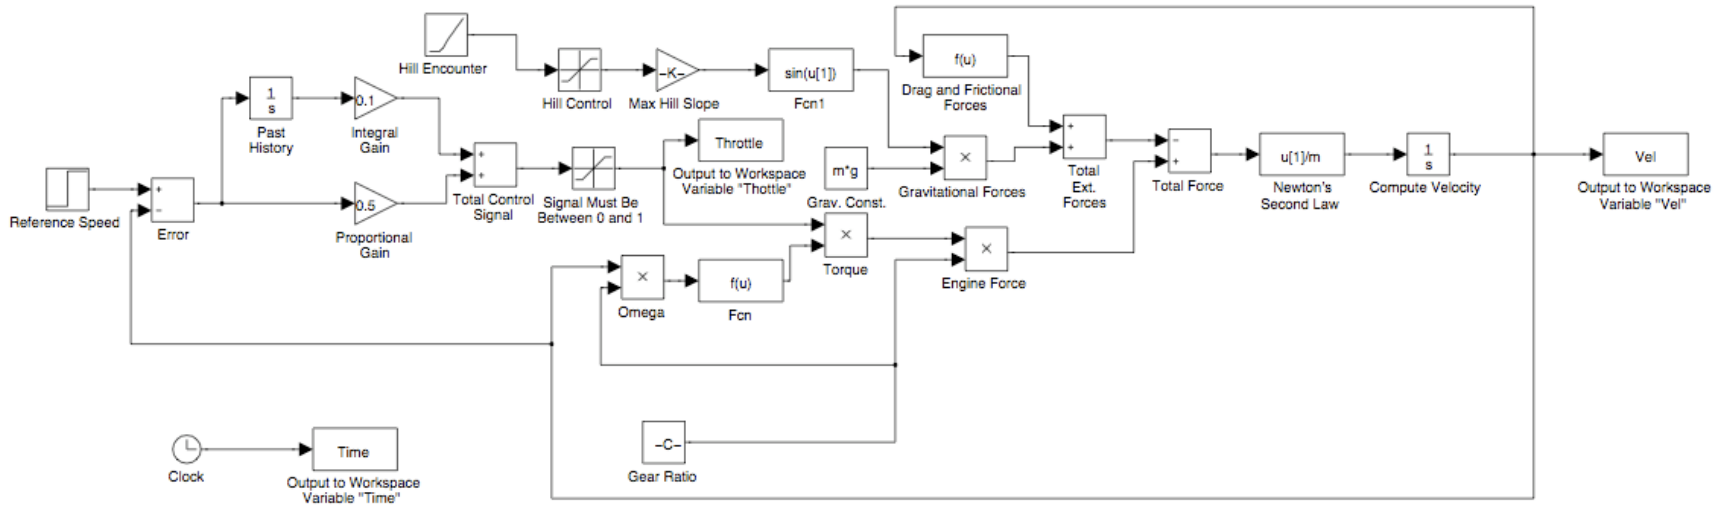 f(u)
Drag and Frictional
Forces
Hill Encounter
Hill Control
-K-
Max Hill Slope
sin(u[1])
Fcn1
1
s
Past
History
0.1
Integral
Gain
Throttle
Output to Workspace
Variable "Thottle"
m*g
Grav. Const.
×
Gravitational Forces
+
+
Total
Ext.
Forces
−
+
Total Force
u[1]/m
Newton's
Second Law
1
s
Compute Velocity
Vel
Output to Workspace
Variable "Vel"
Reference Speed
+
−
Error
0.5
Proportional
Gain
+
+
Total Control
Signal
Signal Must Be
Between 0 and 1
×
Torque
×
Engine Force
×
Omega
f(u)
Fcn
-C-
Gear Ratio
Clock
Time
Output to Workspace
Variable "Time"